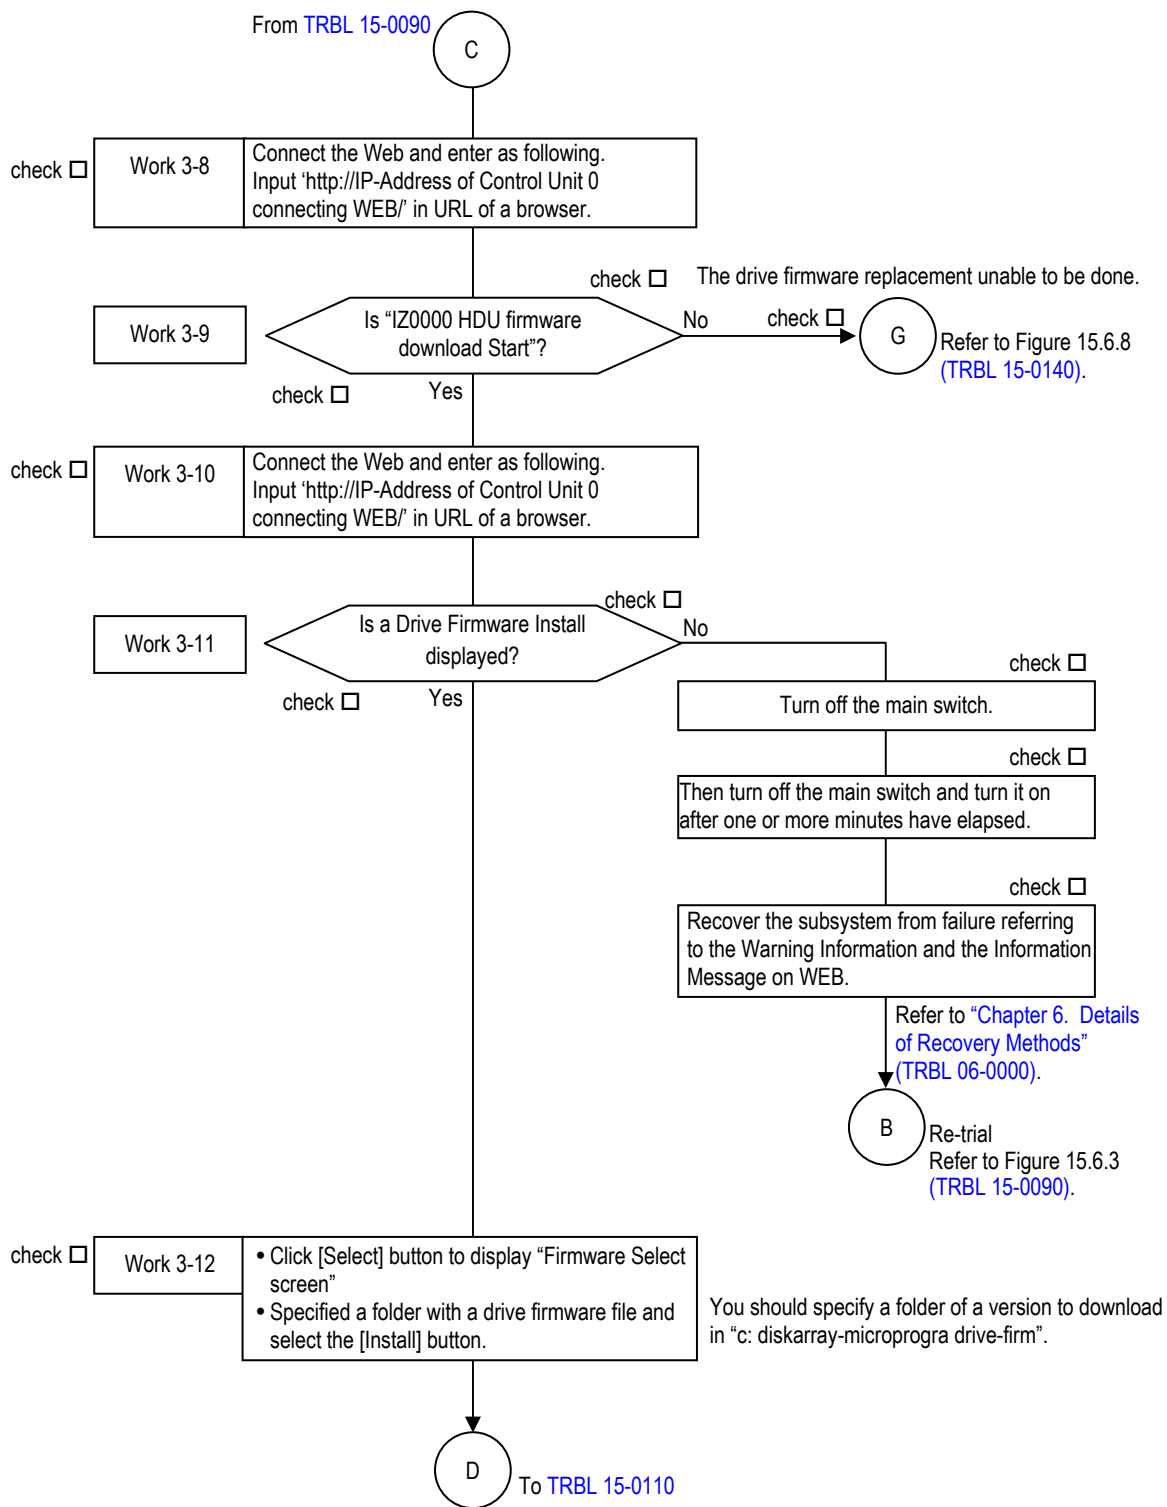 From TRBL 15-0090
C
check □
Work 3-8
Connect the Web and enter as following.
Input ‘http://IP-Address of Control Unit 0
connecting WEB/’ in URL of a browser.
check □
The drive firmware replacement unable to be done.
Work 3-9
Is “IZ0000 HDU firmware
download Start”?
No
check □
G
Refer to Figure 15.6.8
(TRBL 15-0140).
check □
Yes
check □
Work 3-10
Connect the Web and enter as following.
Input ‘http://IP-Address of Control Unit 0
connecting WEB/’ in URL of a browser.
check □
Work 3-11
Is a Drive Firmware Install
displayed?
No
check □
Yes
check □
Turn off the main switch.
check □
Then turn off the main switch and turn it on
after one or more minutes have elapsed.
check □
Recover the subsystem from failure referring
to the Warning Information and the Information
Message on WEB.
Refer to “Chapter 6. Details
of Recovery Methods”
(TRBL 06-0000).
B
Re-trial
Refer to Figure 15.6.3
(TRBL 15-0090).
check □
Work 3-12
• Click [Select] button to display “Firmware Select
screen”
• Specified a folder with a drive firmware file and
select the [Install] button.
You should specify a folder of a version to download
in “c: diskarray-microprogra drive-firm”.
D
To TRBL 15-0110